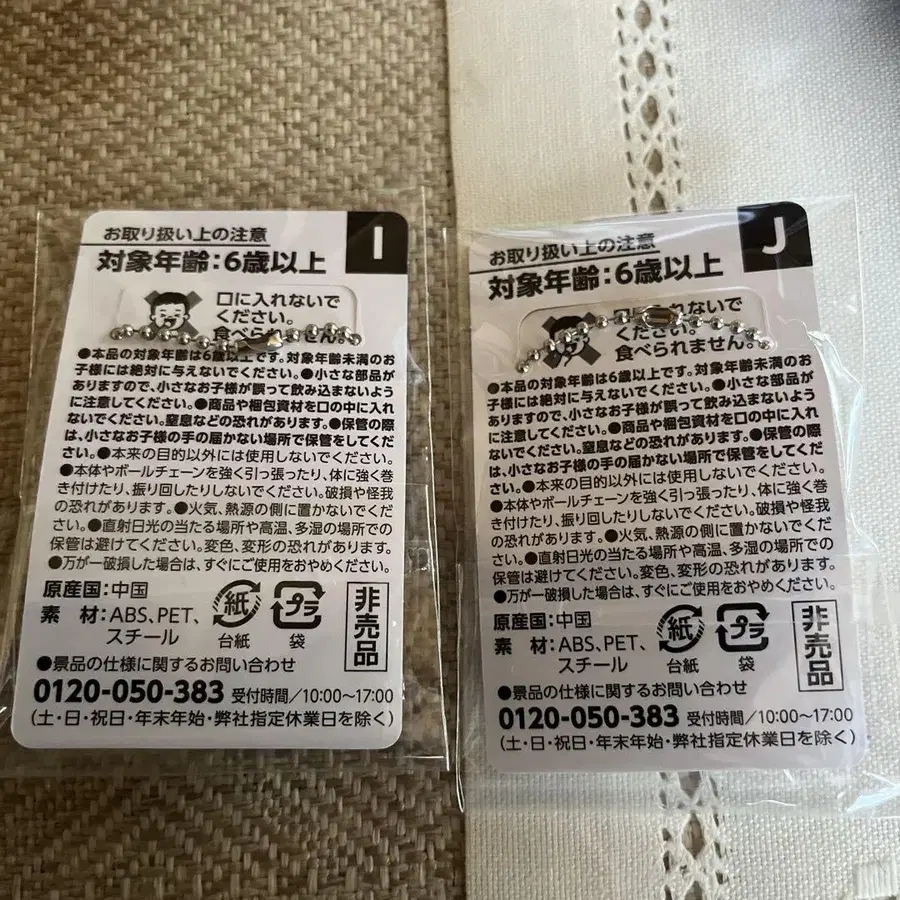 I
お取り扱い上の注意
対象年齢:6歳以上
口に入れないで
ください。
食べられません。
●本品の対象年齢は6歳以上です。対象年齢未満のお
子様には絶対に与えないでください。●小さな部品が
ありますので、小さなお子様が誤って飲み込まないよう
に注意してください。●商品や梱包資材を口の中に入れ
ないでください。窒息などの恐れがあります。●保管の際
は、小さなお子様の手の届かない場所で保管をしてくだ
さい。●本来の目的以外には使用しないでください。
●本体やボールチェーンを強く引っ張ったり、体に強く巻
き付けたり、振り回したりしないでください。破損や怪我
の恐れがあります。●火気、熱源の側に置かないでくだ
さい。●直射日光の当たる場所や高温、多湿の場所での
保管は避けてください。変色、変形の恐れがあります。
●万が一破損した場合は、すぐにご使用をおやめください。
原産国:中国
素 材:ABS、PET、
スチール
紙
台紙
プラ
袋
非売品
●景品の仕様に関するお問い合わせ
0120-050-383 受付時間/10:00〜17:00
(土・日・祝日・年末年始・弊社指定休業日を除く)
J
お取り扱い上の注意
対象年齢:6歳以上
口に入れないで
ください。
食べられません。
●本品の対象年齢は6歳以上です。対象年齢未満のお
子様には絶対に与えないでください。●小さな部品が
ありますので、小さなお子様が誤って飲み込まないよう
に注意してください。●商品や梱包資材を口の中に入れ
ないでください。窒息などの恐れがあります。●保管の際
は、小さなお子様の手の届かない場所で保管をしてくだ
さい。●本来の目的以外には使用しないでください。
●本体やボールチェーンを強く引っ張ったり、体に強く巻
き付けたり、振り回したりしないでください。破損や怪我
の恐れがあります。●火気、熱源の側に置かないでくだ
さい。●直射日光の当たる場所や高温、多湿の場所での
保管は避けてください。変色、変形の恐れがあります。
●万が一破損した場合は、すぐにご使用をおやめください。
原産国:中国
素 材:ABS、PET、
スチール
紙
台紙
プラ
袋
非売品
●景品の仕様に関するお問い合わせ
0120-050-383 受付時間/10:00〜17:00
(土・日・祝日・年末年始・弊社指定休業日を除く)